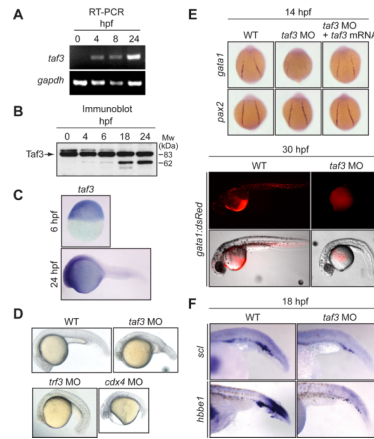 A
RT-PCR
hpf
0 4 8 24
taf3
gapdh
B
Immunoblot
hpf
0 4 6 18 24 Mw
(kDa)
Taf3
83
62
C
taf3
6 hpf
24 hpf
D
WT
taf3 MO
trf3 MO
cdx4 MO
E
14 hpf
WT
taf3 MO
taf3 MO
+ taf3 mRNA
gata1
pax2
30 hpf
WT
taf3 MO
gata1:dsRed
F
18 hpf
WT
taf3 MO
scl
hbbe1